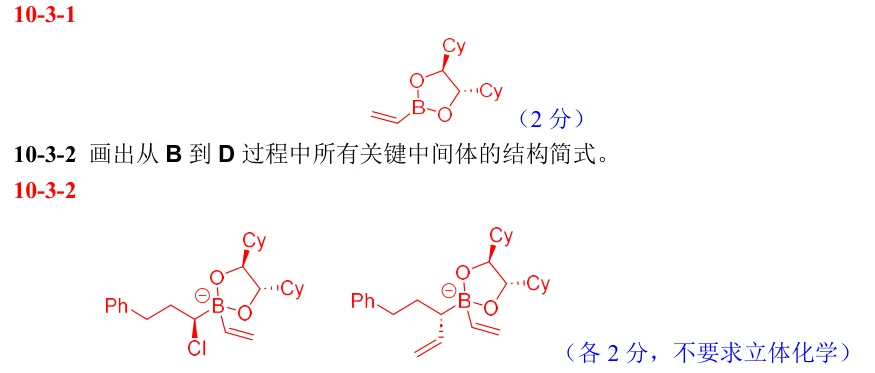 10-3-1
Cy
O
Cy
B
O
（2 分）
10-3-2 画出从 B 到 D 过程中所有关键中间体的结构简式。
10-3-2
Cy
O
Ph
B
O
Cy
Cl
Cy
O
Ph
B
O
Cy
（各 2 分，不要求立体化学）